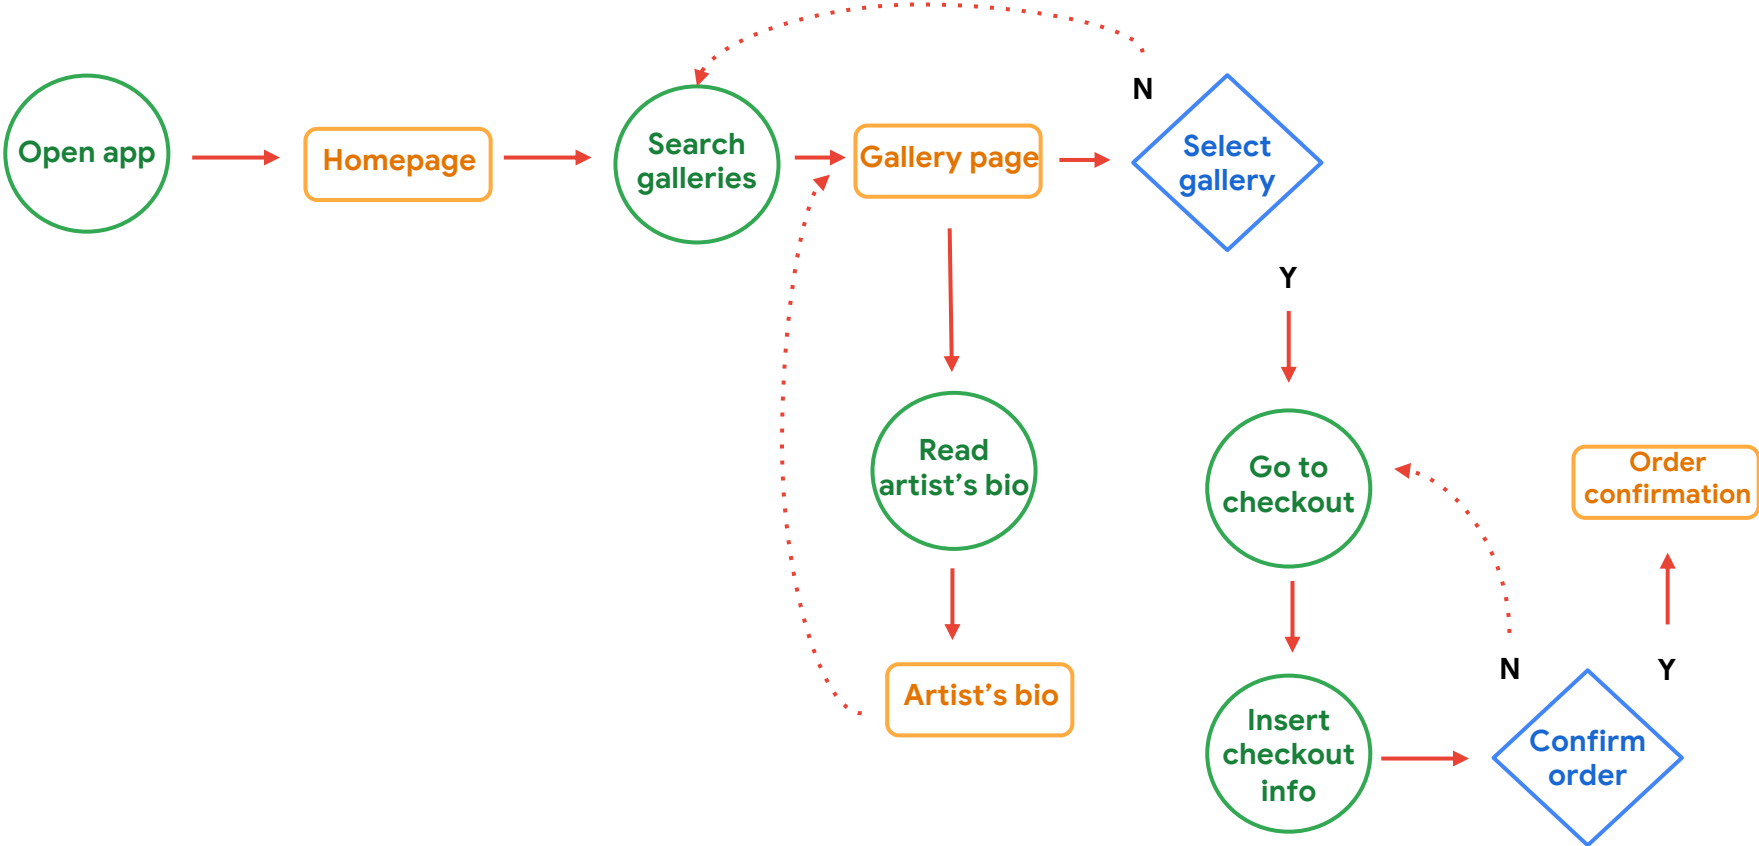 Open app
Homepage
Search
galleries
Gallery page
N
Select
gallery
Y
Read
artist's bio
Artist's bio
Go to
checkout
Insert
checkout
info
N
Confirm
order
Y
Order
confirmation